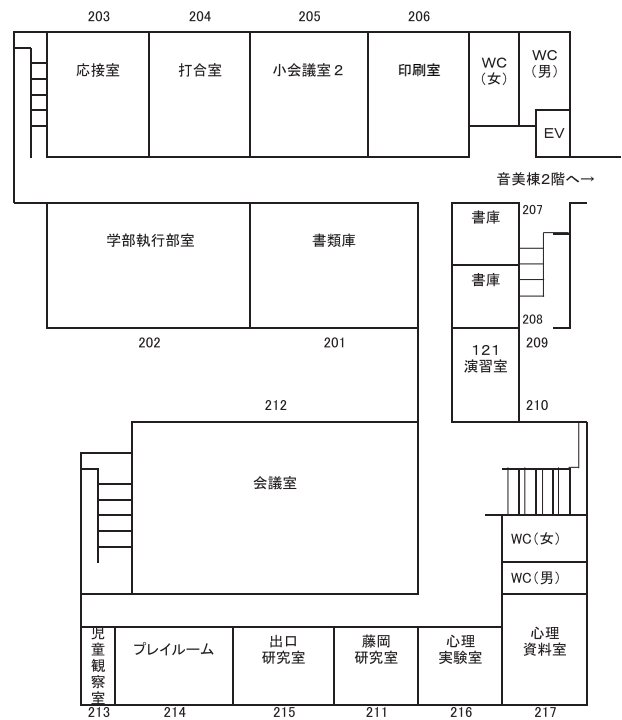 203
204
205
206
応接室
打合室
小会議室２
印刷室
WC
(女)
WC
(男)
EV
音美棟2階へ→
学部執行部室
書類庫
書庫
207
書庫
208
202
201
121
演習室
209
212
210
会議室
WC(女)
WC(男)
児童観察室
プレイルーム
出口
研究室
藤岡
研究室
心理
実験室
心理
資料室
213
214
215
211
216
217